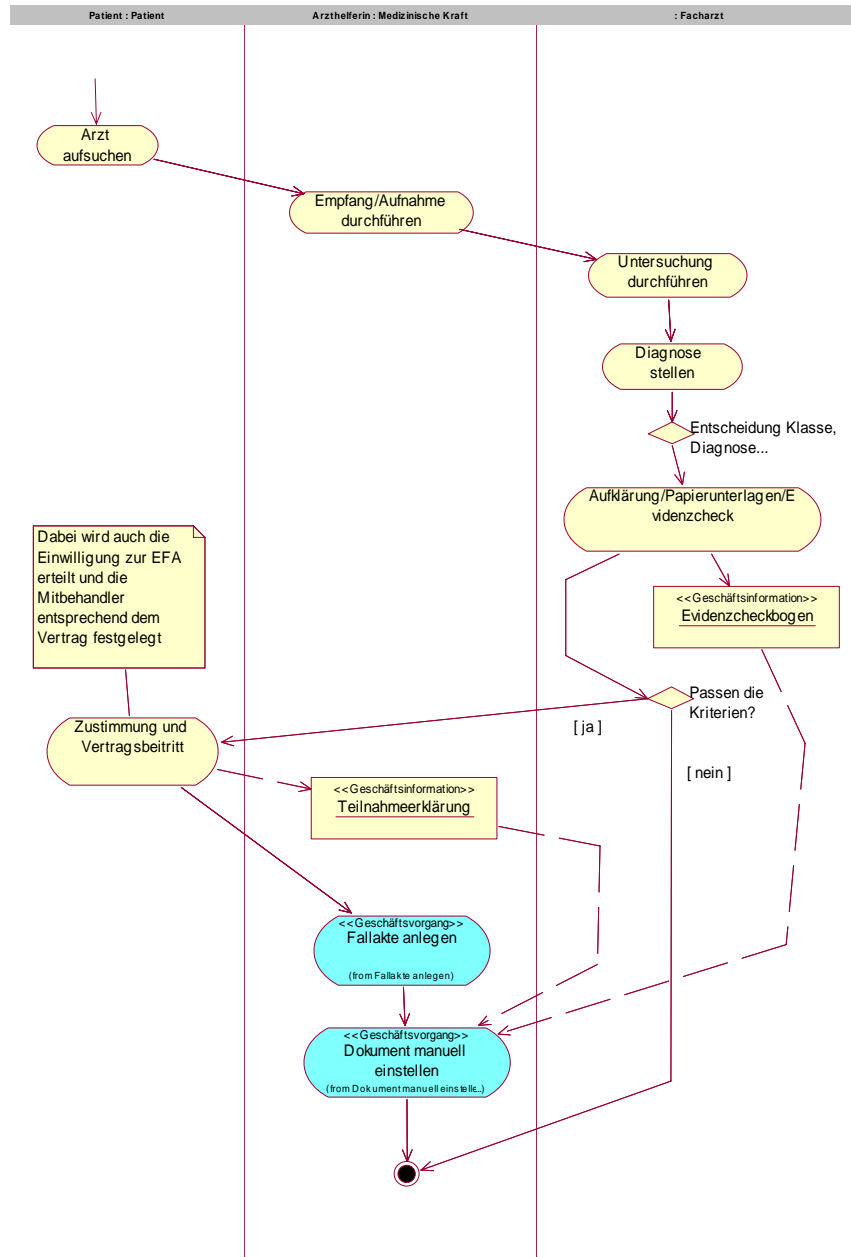 Patient : Patient
Arzthelferin : Medizinische Kraft
: Facharzt
Arzt
aufsuchen
Empfang/Aufnahme
durchführen
Untersuchung
durchführen
Diagnose
stellen
Entscheidung Klasse,
Diagnose...
Aufklärung/Papierunterlagen/E
videnzcheck
Dabei wird auch die
Einwilligung zur EFA
erteilt und die
Mitbehandler
entsprechend dem
Vertrag festgelegt
<<Geschäftsinformation>>
Evidenzcheckbogen
Passen die
Kriterien?
[ ja ]
[ nein ]
Zustimmung und
Vertragsbeitritt
<<Geschäftsinformation>>
Teilnahmeerklärung
<<Geschäftsvorgang>>
Fallakte anlegen
(from Fallakte anlegen)
<<Geschäftsvorgang>>
Dokument manuell
einstellen
(from Dokument manuell einstelle...)